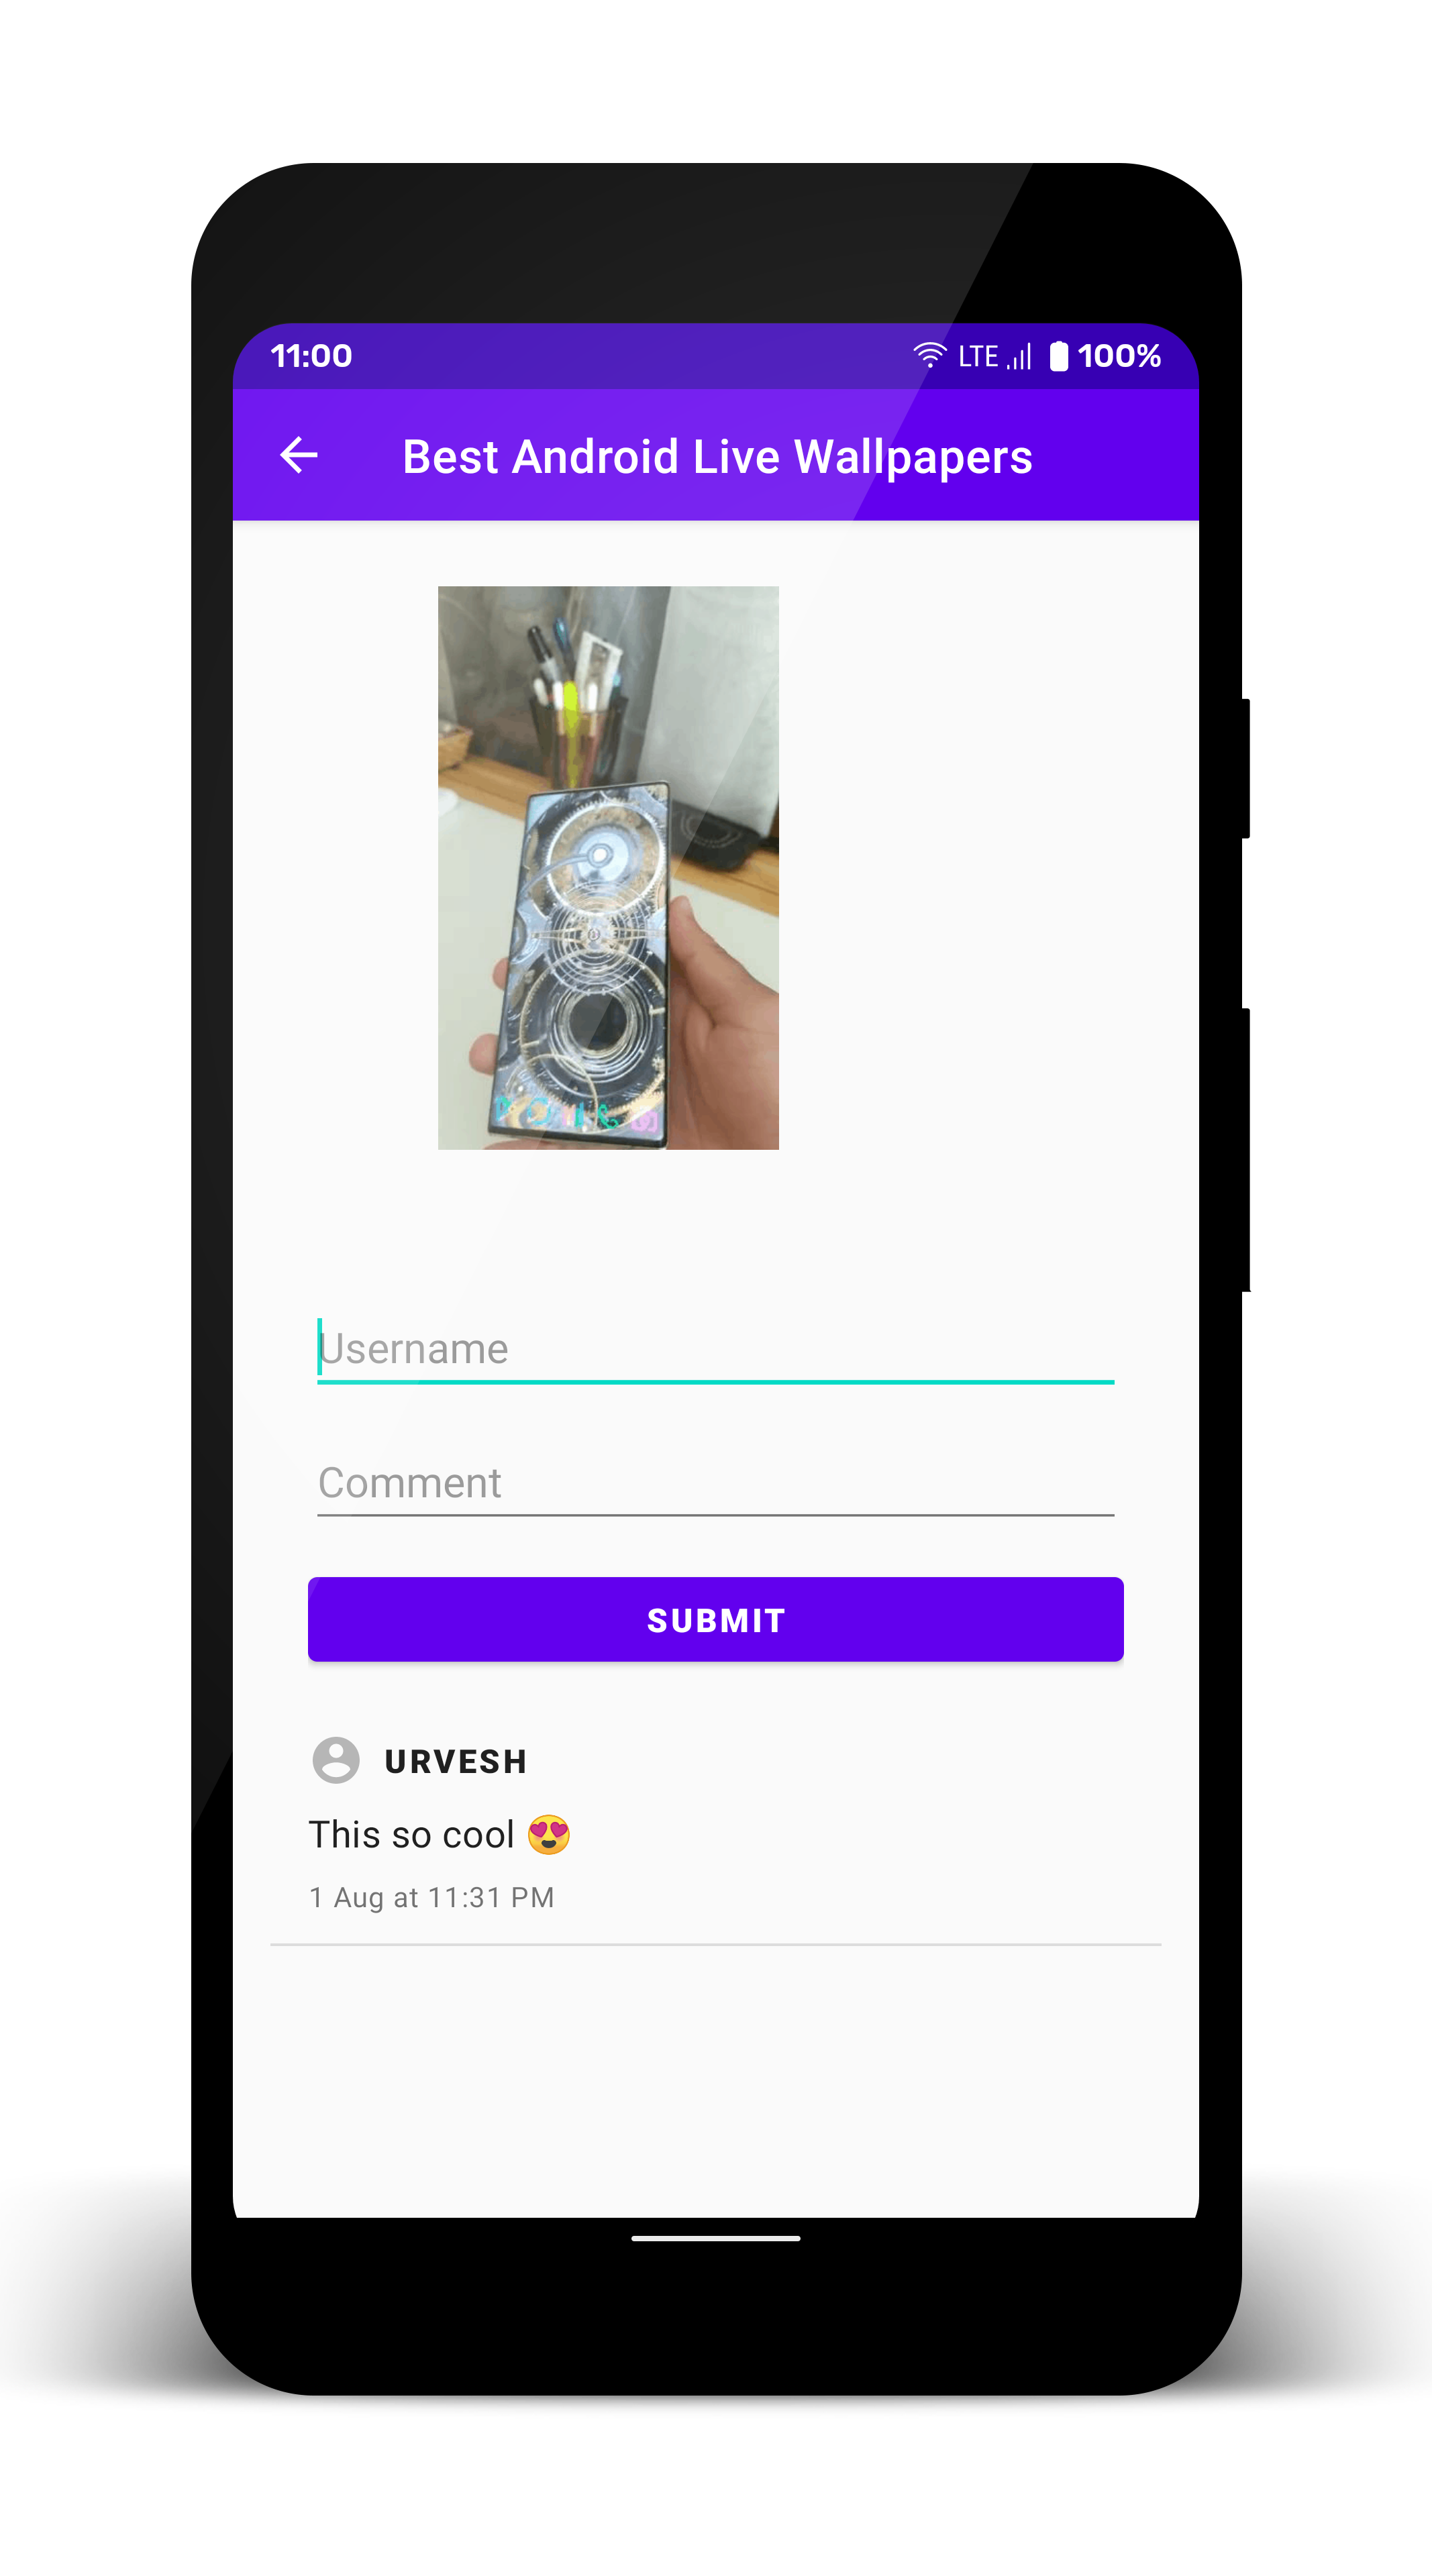 11:00 LTE 100%
Best Android Live Wallpapers
Username
Comment
SUBMIT
URVESH
This so cool 😍
1 Aug at 11:31 PM